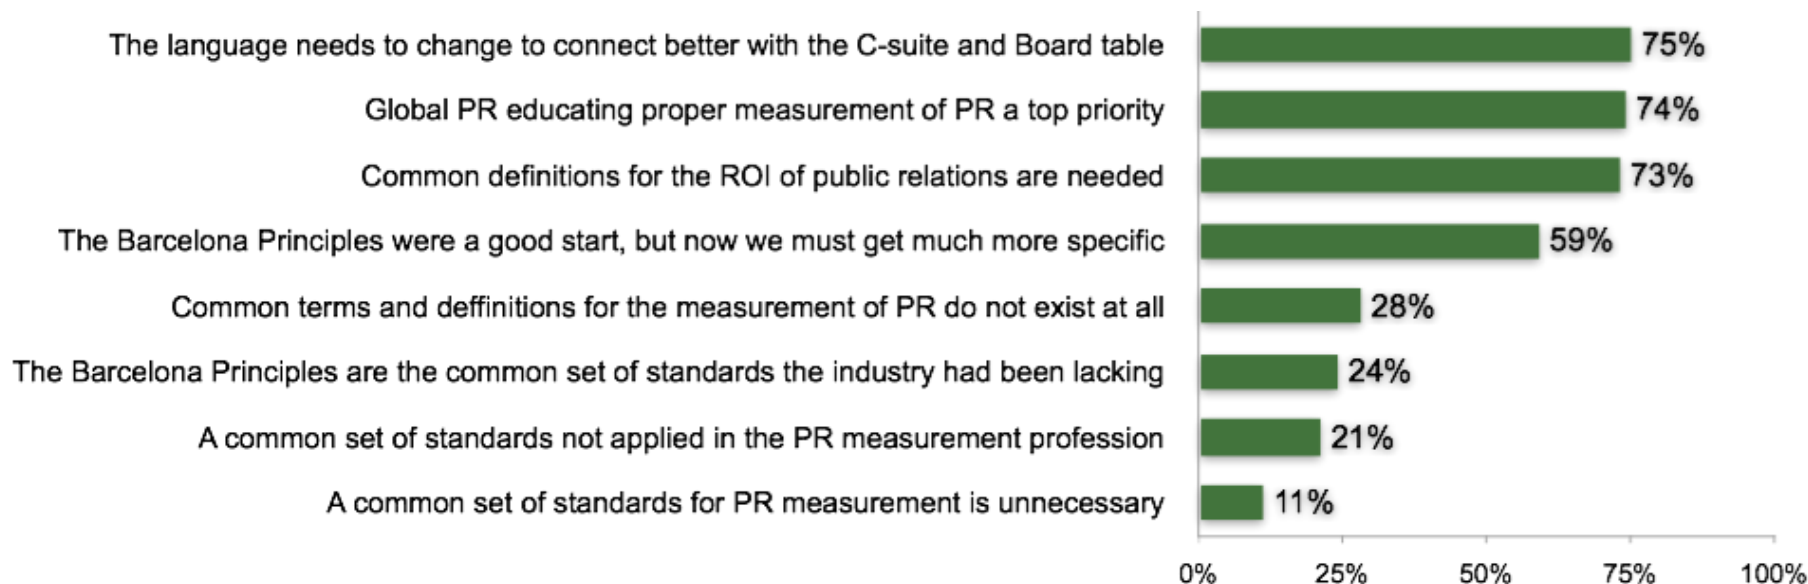 The language needs to change to connect better with the C-suite and Board table 75%
Global PR educating proper measurement of PR a top priority 74%
Common definitions for the ROI of public relations are needed 73%
The Barcelona Principles were a good start, but now we must get much more specific 59%
Common terms and deffinitions for the measurement of PR do not exist at all 28%
The Barcelona Principles are the common set of standards the industry had been lacking 24%
A common set of standards not applied in the PR measurement profession 21%
A common set of standards for PR measurement is unnecessary 11%
0% 25% 50% 75% 100%